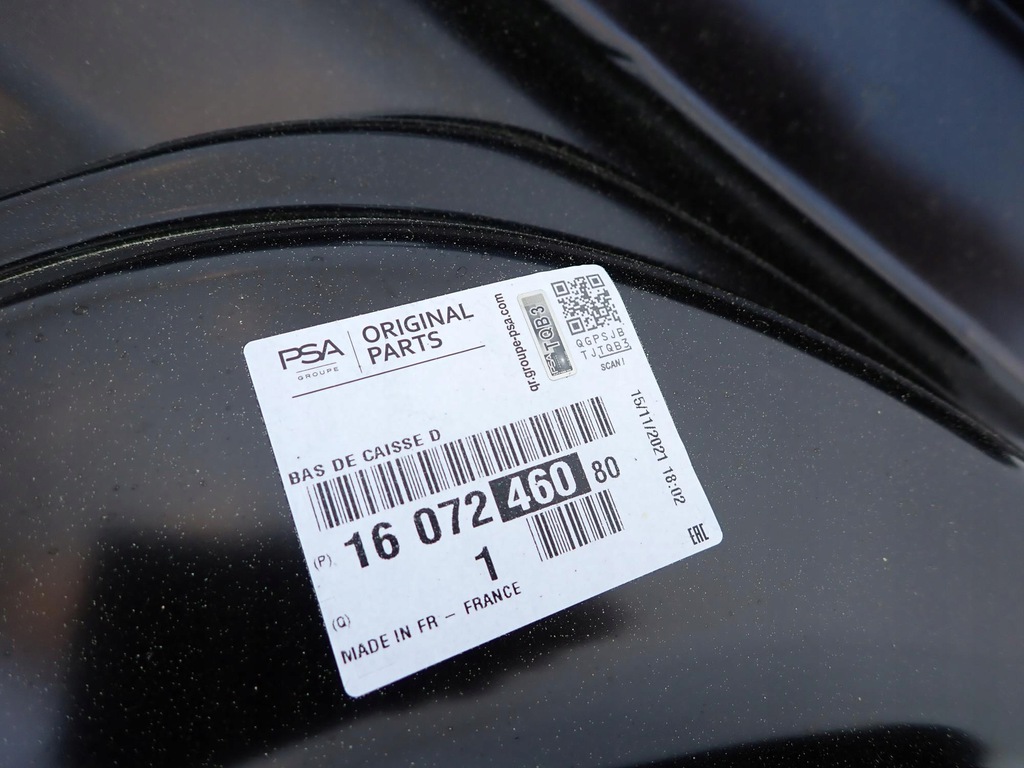 PSA
GROUPE
ORIGINAL
PARTS
qr.groupe-psa.com
TQB3
QGPSJB
TJTQB3
SCAN!
BAS DE CAISSE D
15/11/2021 18:02
(P) 16 072 460 80
(Q) 1
MADE IN FR - FRANCE
EAC